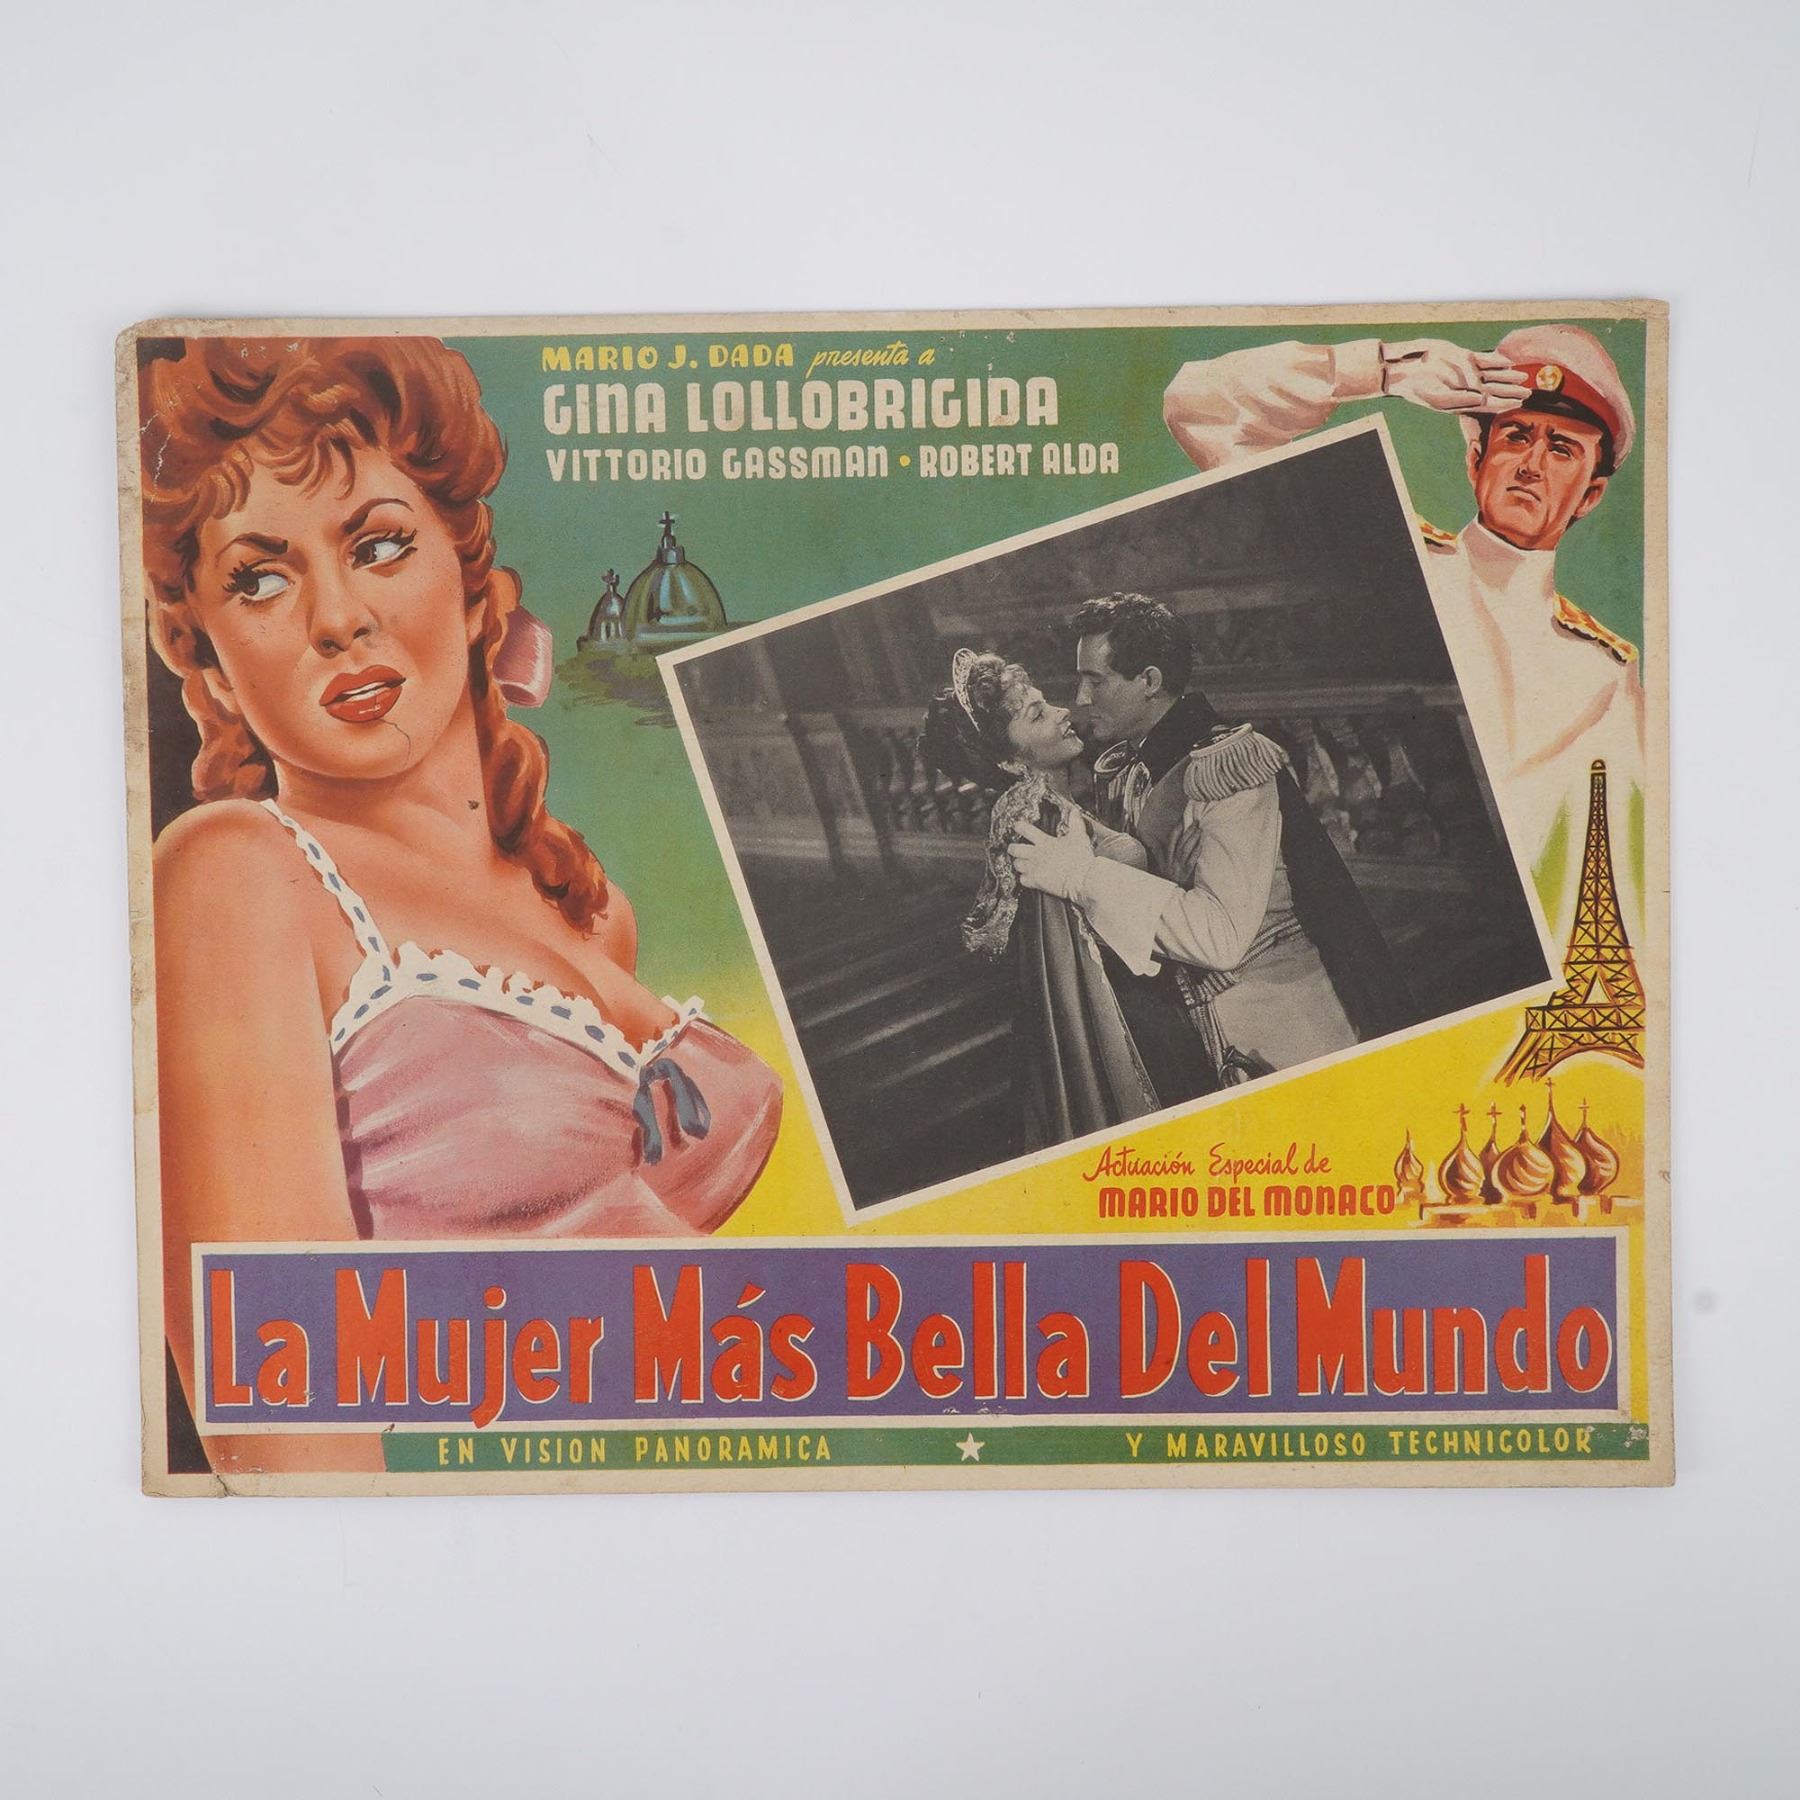 MARIO J. DADA presenta a
GINA LOLLOBRIGIDA
VITTORIO GASSMAN • ROBERT ALDA
Actuación Especial de
MARIO DEL MONACO
La Mujer Más Bella Del Mundo
EN VISION PANORAMICA ★ Y MARAVILLOSO TECHNICOLOR